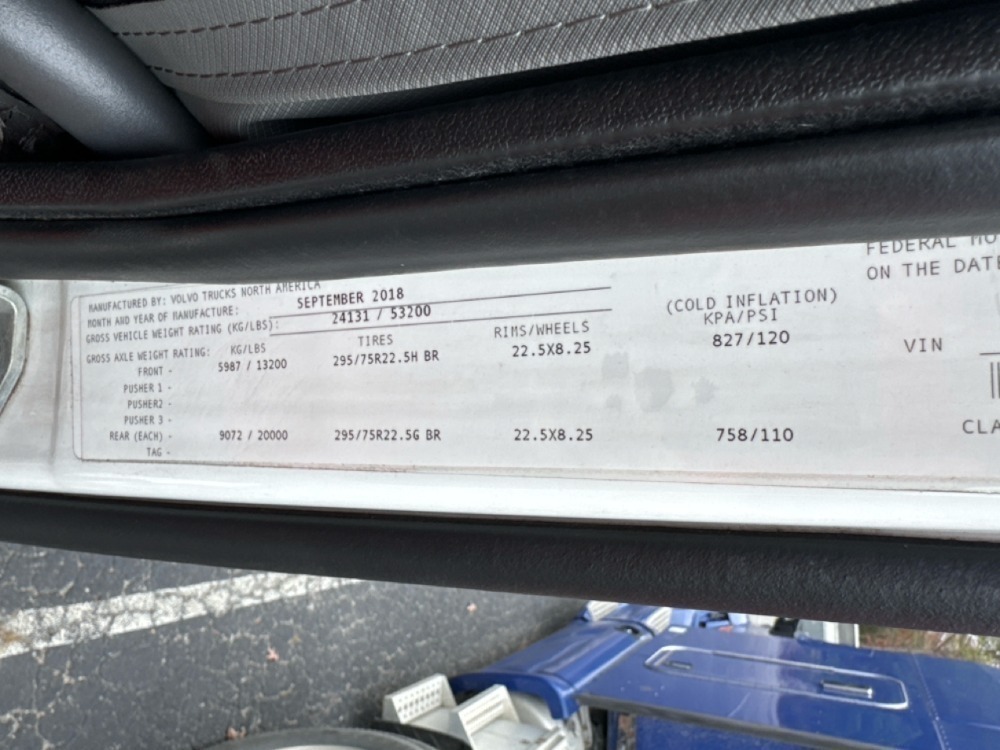 MANUFACTURED BY: VOLVO TRUCKS NORTH AMERICA
MONTH AND YEAR OF MANUFACTURE: SEPTEMBER 2018
GROSS VEHICLE WEIGHT RATING (KG/LBS): 24131 / 53200
GROSS AXLE WEIGHT RATING: KG/LBS TIRES RIMS/WHEELS (COLD INFLATION) KPA/PSI
FRONT - 5987 / 13200 295/75R22.5H BR 22.5X8.25 827/120
PUSHER 1 -
PUSHER2 -
PUSHER 3 -
REAR (EACH) - 9072 / 20000 295/75R22.5G BR 22.5X8.25 758/110
TAG -
FEDERAL MO
ON THE DATE
VIN
CLA